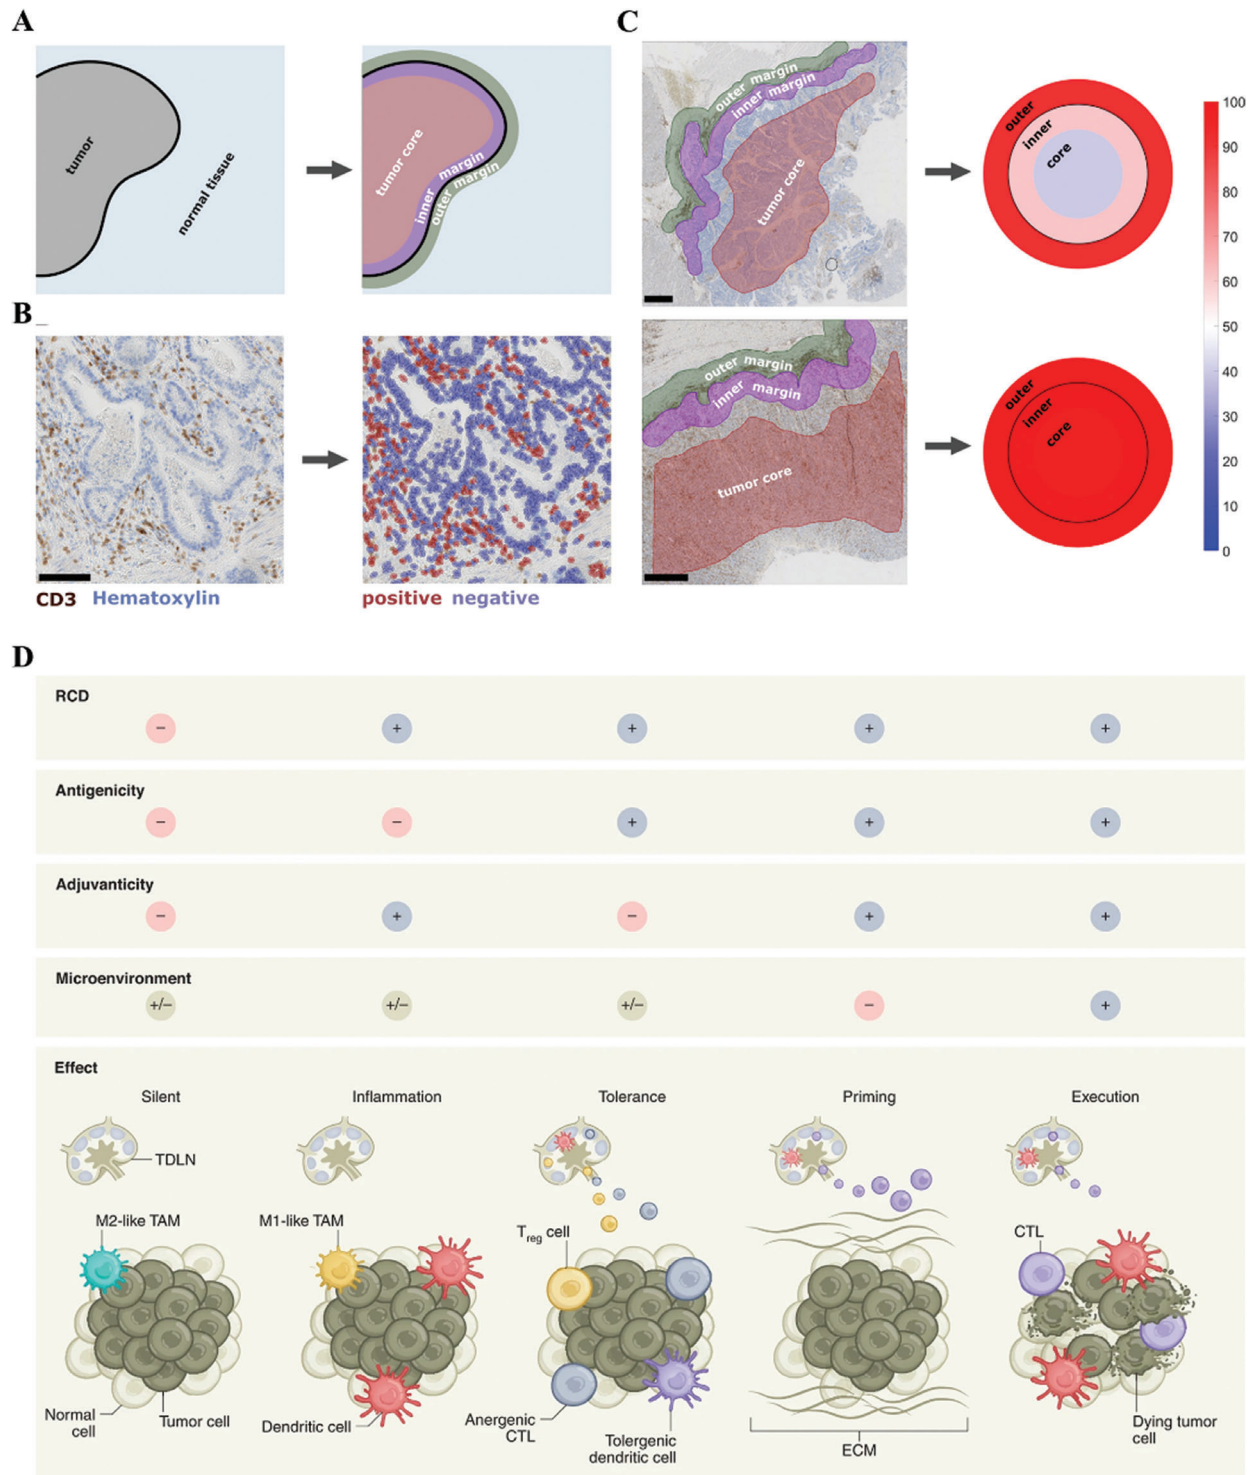 A
tumor
normal tissue
tumor core
inner margin
outer margin
B
CD3 Hematoxylin
positive negative
C
outer margin
inner margin
tumor core
outer
inner
core
outer margin
inner margin
tumor core
outer
inner
core
100
90
80
70
60
50
40
30
20
10
0
D
RCD
− + + + +
Antigenicity
− − + + +
Adjuvanticity
− + − + +
Microenvironment
+/− +/− +/− − +
Effect
Silent Inflammation Tolerance Priming Execution
TDLN
M2-like TAM
M1-like TAM
Treg cell
CTL
Normal
cell
Tumor cell
Dendritic cell
Anergenic
CTL
Tolergenic
dendritic cell
ECM
Dying tumor
cell